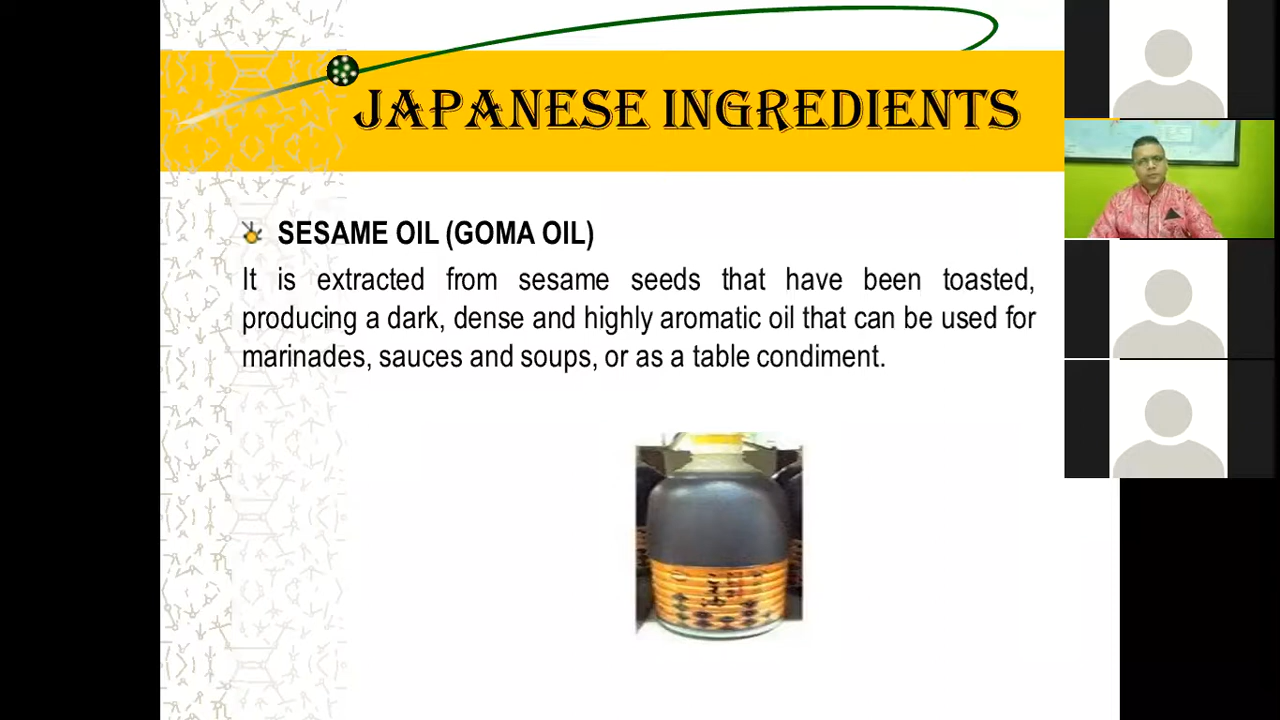 JAPANESE INGREDIENTS
SESAME OIL (GOMA OIL)
It is extracted from sesame seeds that have been toasted,
producing a dark, dense and highly aromatic oil that can be used for
marinades, sauces and soups, or as a table condiment.